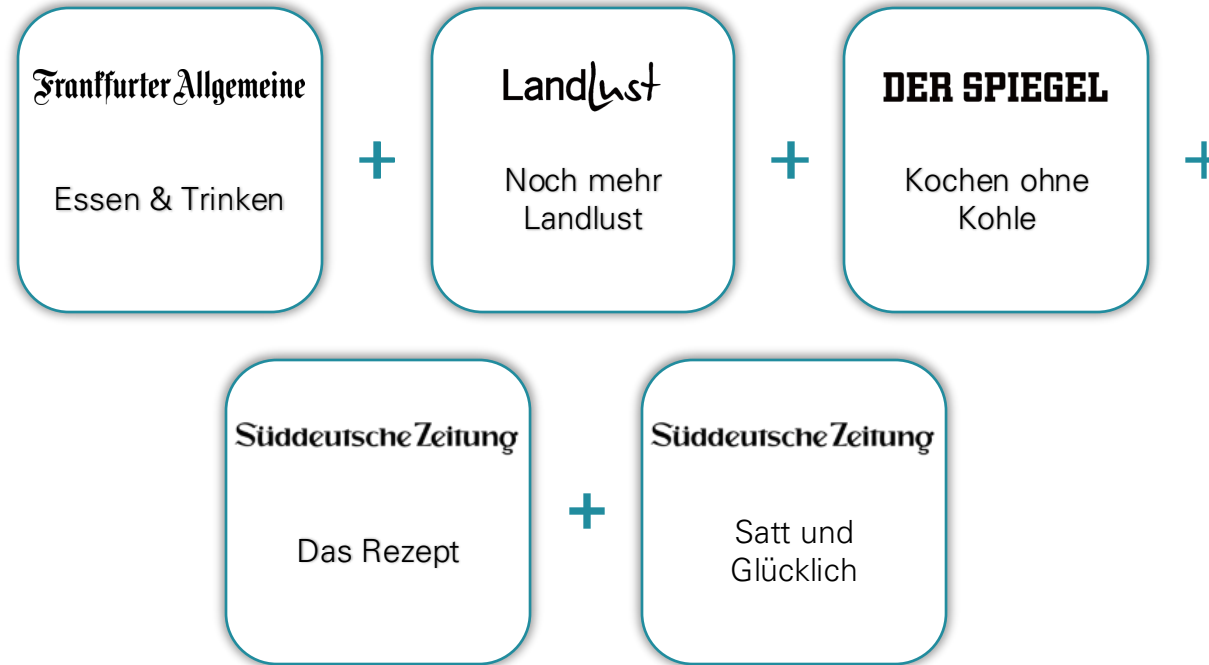 Frankfurter Allgemeine
Essen & Trinken
+
Landlust
Noch mehr
Landlust
+
DER SPIEGEL
Kochen ohne
Kohle
+
Süddeutsche Zeitung
Das Rezept
+
Süddeutsche Zeitung
Satt und
Glücklich